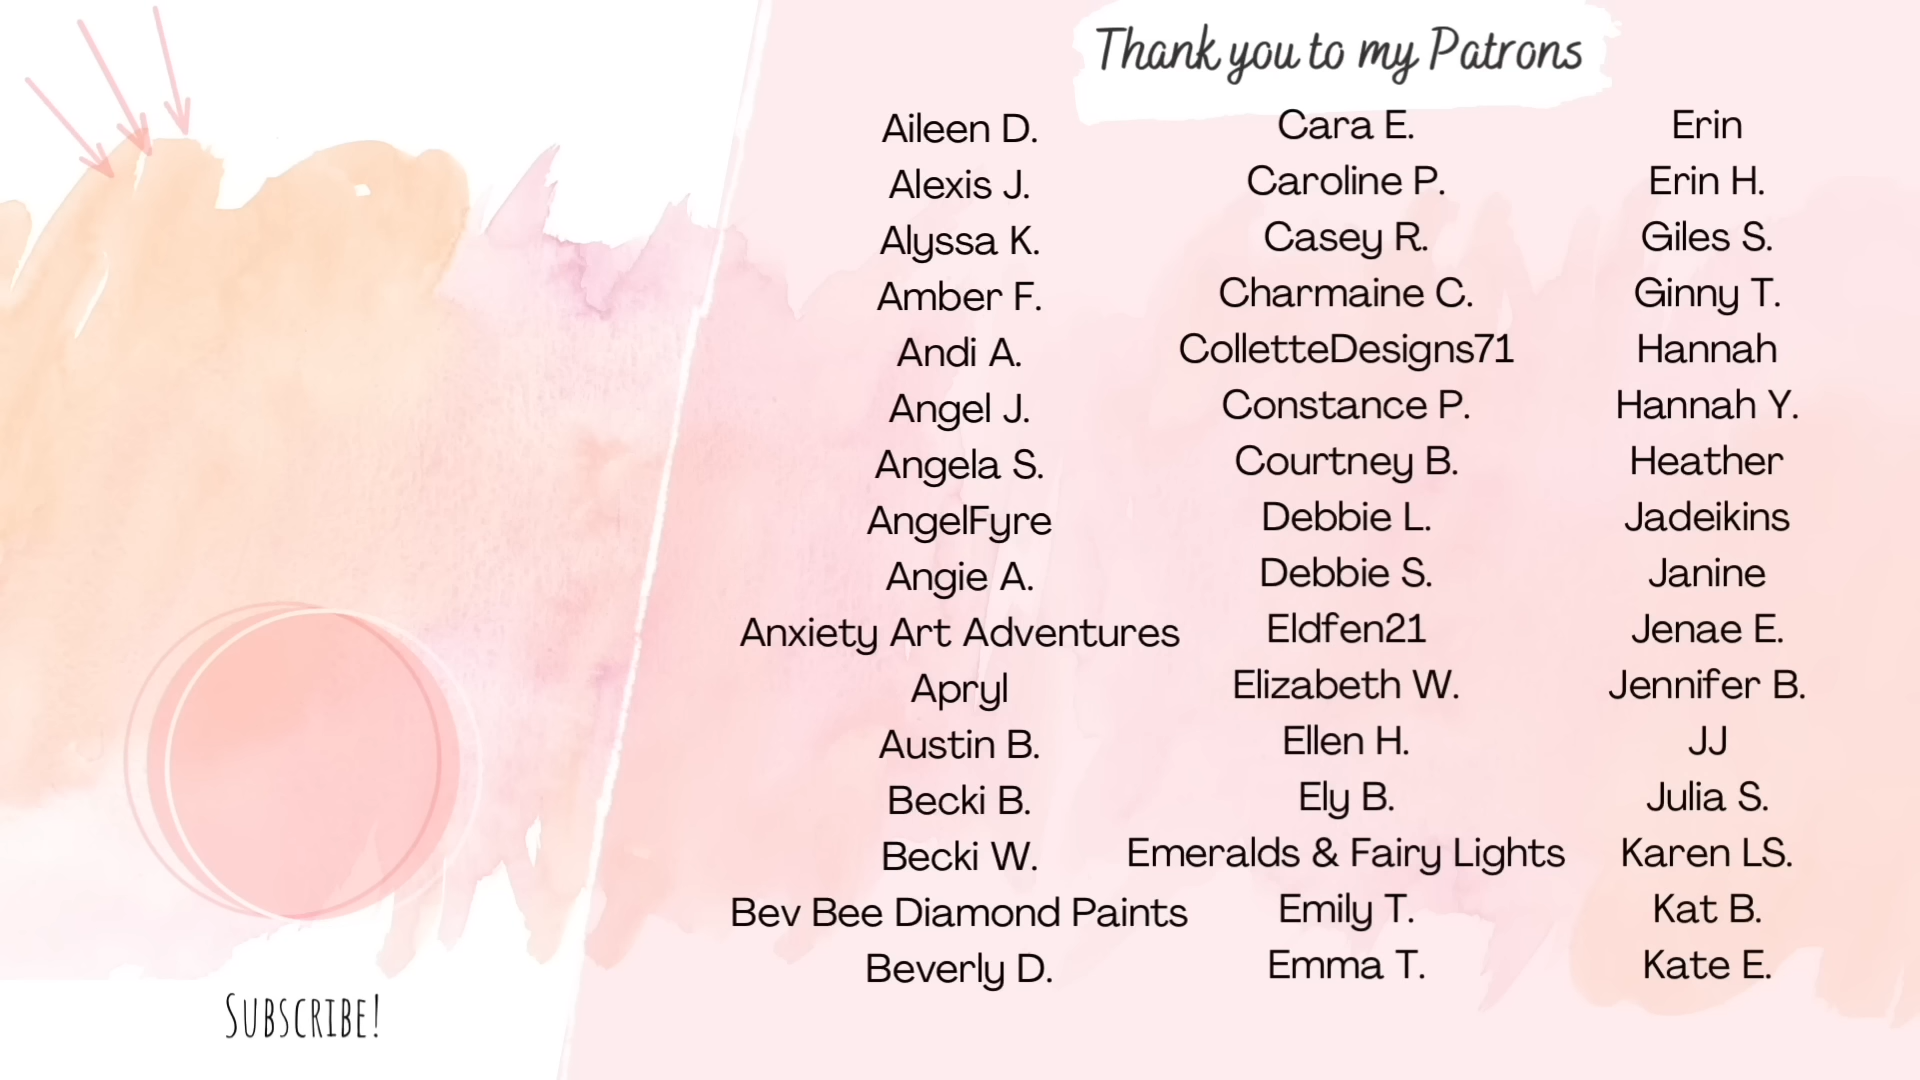 Thank you to my Patrons
Aileen D.
Alexis J.
Alyssa K.
Amber F.
Andi A.
Angel J.
Angela S.
AngelFyre
Angie A.
Anxiety Art Adventures
Apryl
Austin B.
Becki B.
Becki W.
Bev Bee Diamond Paints
Beverly D.
Cara E.
Caroline P.
Casey R.
Charmaine C.
ColletteDesigns71
Constance P.
Courtney B.
Debbie L.
Debbie S.
Eldfen21
Elizabeth W.
Ellen H.
Ely B.
Emeralds & Fairy Lights
Emily T.
Emma T.
Erin
Erin H.
Giles S.
Ginny T.
Hannah
Hannah Y.
Heather
Jadeikins
Janine
Jenae E.
Jennifer B.
JJ
Julia S.
Karen LS.
Kat B.
Kate E.
Subscribe!